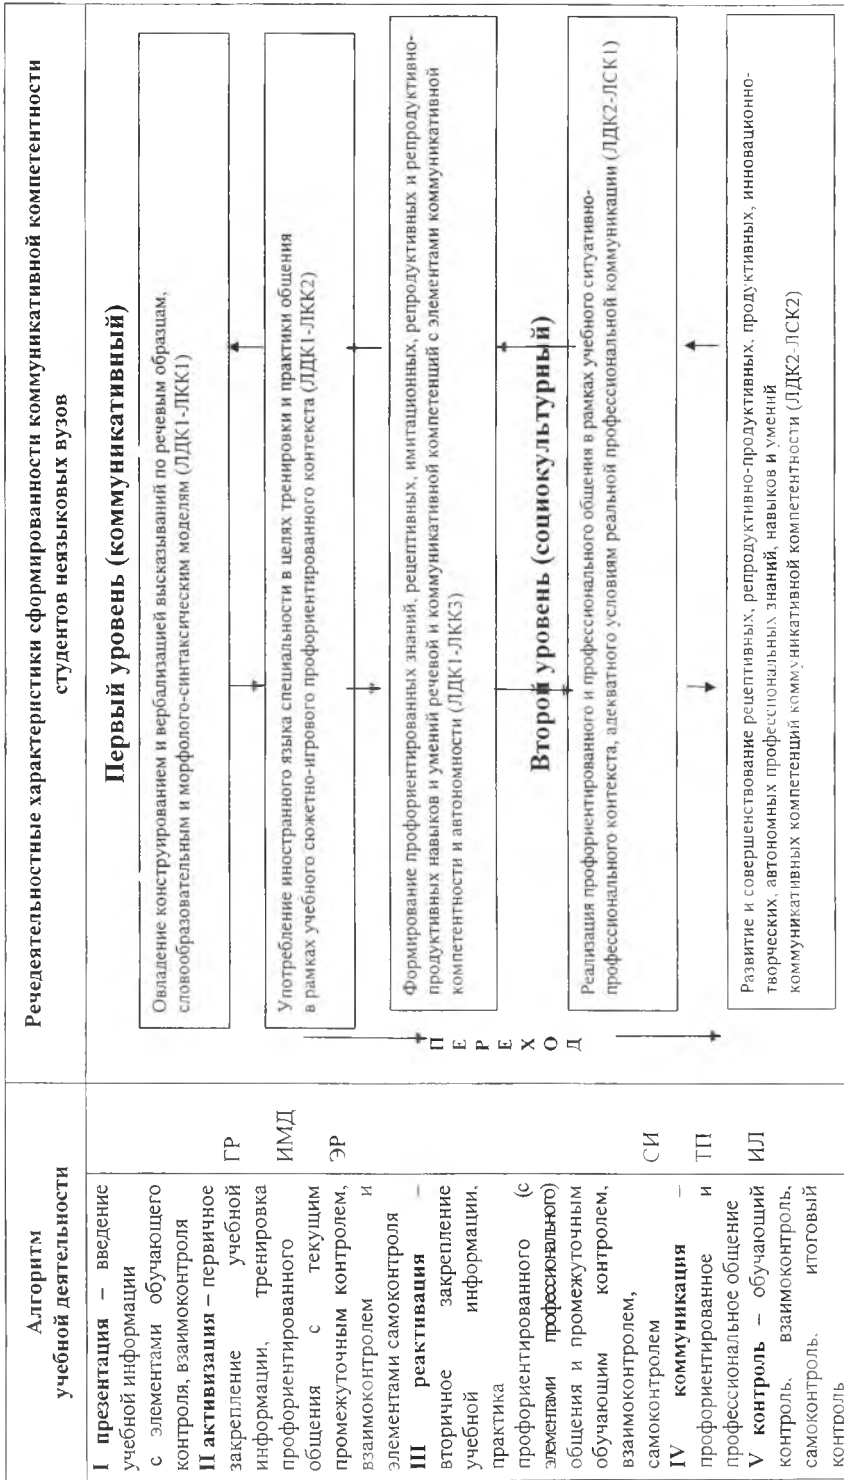 Алгоритм
учебной деятельности
I презентация – введение
учебной информации
с элементами обучающего
контроля, взаимоконтроля
II активизация – первичное
закрепление учебной
информации, тренировка
профориентированного
общения с текущим
промежуточным контролем,
взаимоконтролем и
элементами самоконтроля
III реактивация –
вторичное закрепление
учебной информации,
практика
профориентированного (с
элементами профессионального)
общения и промежуточным
обучающим контролем,
взаимоконтролем,
самоконтролем
IV коммуникация –
профориентированное и
профессиональное общение
V контроль – обучающий
контроль, взаимоконтроль,
самоконтроль, итоговый
контроль
ГР
ИМД
ЭР
СИ
ТП
ИЛ
Речедеятельностные характеристики сформированности коммуникативной компетентности
студентов неязыковых вузов
Первый уровень (коммуникативный)
Овладение конструированием и вербализацией высказываний по речевым образцам,
словообразовательным и морфолого-синтаксическим моделям (ЛДК1-ЛКК1)
Употребление иностранного языка специальности в целях тренировки и практики общения
в рамках учебного сюжетно-игрового профориентированного контекста (ЛДК1-ЛКК2)
Формирование профориентированных знаний, рецептивных, имитационных, репродуктивных и репродуктивно-
продуктивных навыков и умений речевой и коммуникативной компетенций с элементами коммуникативной
компетентности и автономности (ЛДК1-ЛКК3)
ПЕРЕХОД
Второй уровень (социокультурный)
Реализация профориентированного и профессионального общения в рамках учебного ситуативно-
профессионального контекста, адекватного условиям реальной профессиональной коммуникации (ЛДК2-ЛСК1)
Развитие и совершенствование рецептивных, репродуктивно-продуктивных, продуктивных, инновационно-
творческих, автономных профессиональных знаний, навыков и умений
коммуникативных компетенций коммуникативной компетентности (ЛДК2-ЛСК2)